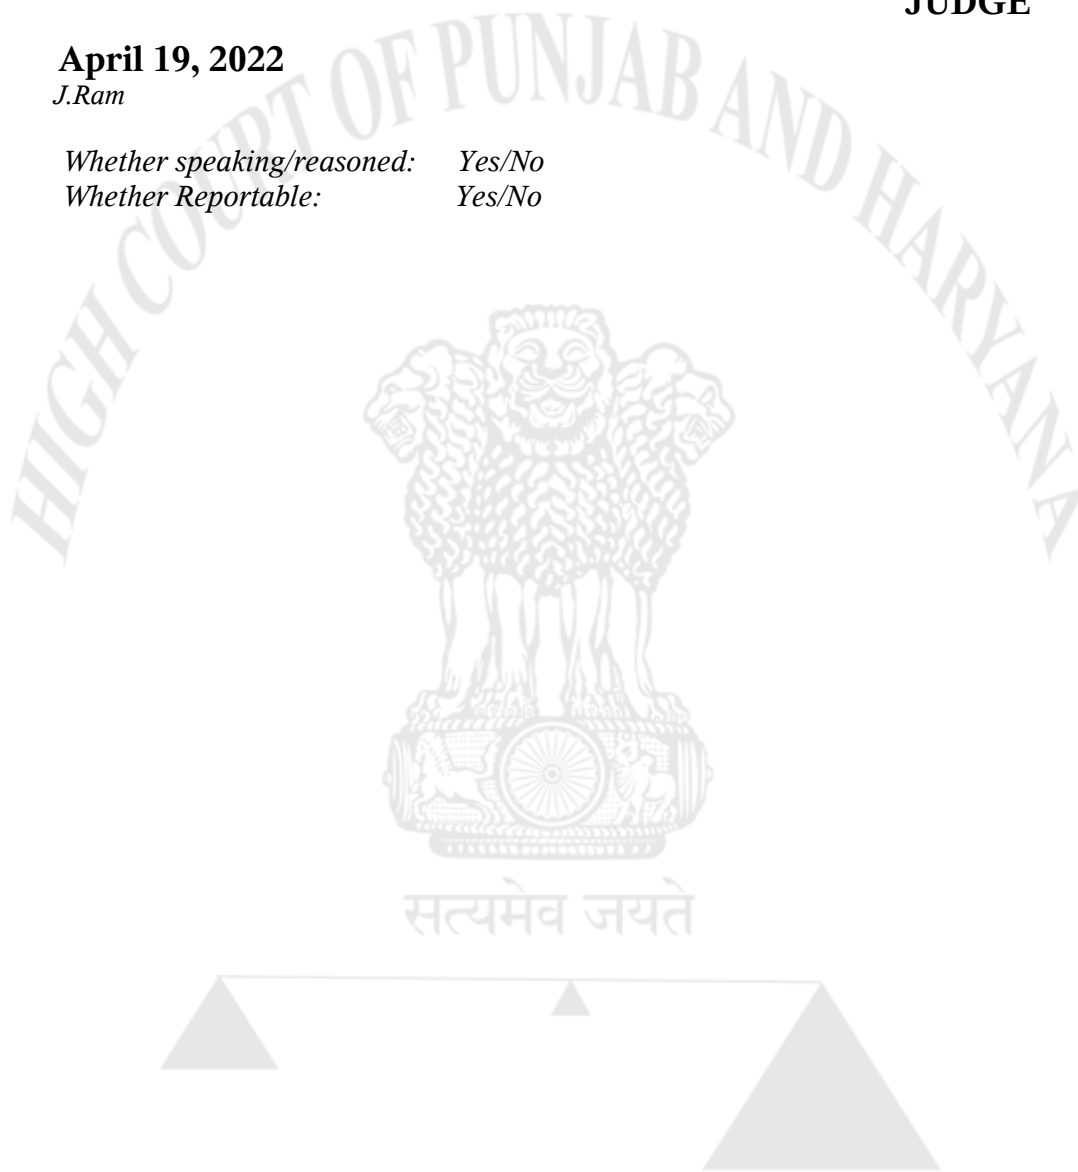 JUDGE
April 19, 2022
J.Ram
Whether speaking/reasoned: Yes/No
Whether Reportable: Yes/No
HIGH COURT OF PUNJAB AND HARYANA
सत्यमेव जयते